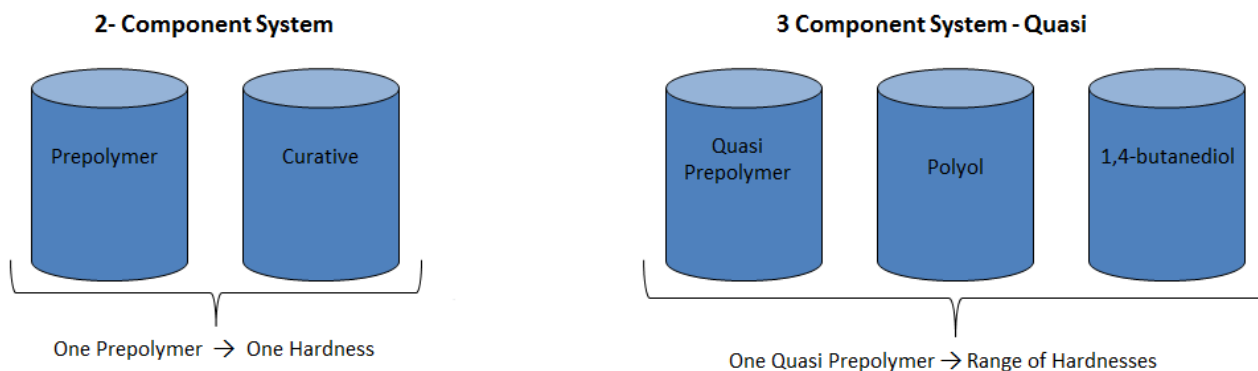 2- Component System
Prepolymer
Curative
One Prepolymer → One Hardness
3 Component System - Quasi
Quasi
Prepolymer
Polyol
1,4-butanediol
One Quasi Prepolymer → Range of Hardnesses